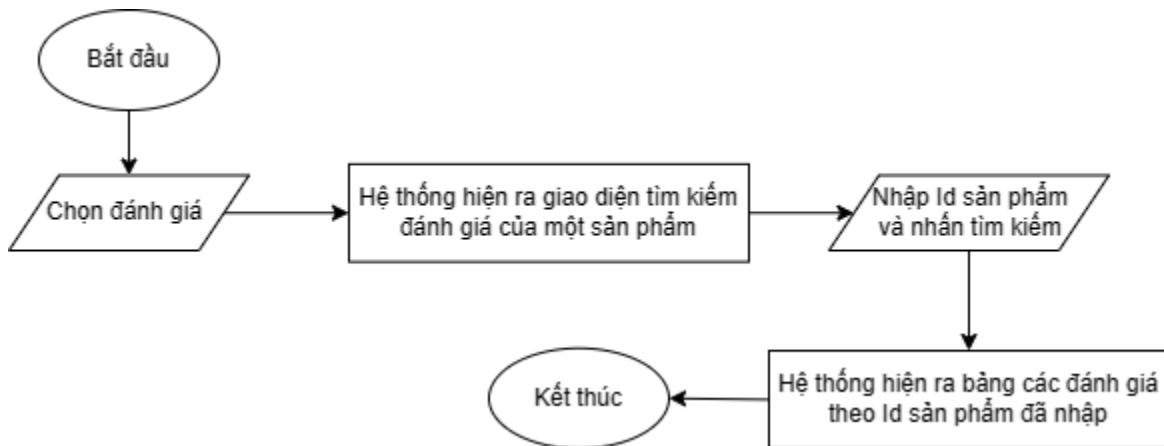 Bắt đầu
Chọn đánh giá
Hệ thống hiện ra giao diện tìm kiếm
đánh giá của một sản phẩm
Nhập Id sản phẩm
và nhấn tìm kiếm
Hệ thống hiện ra bảng các đánh giá
theo Id sản phẩm đã nhập
Kết thúc